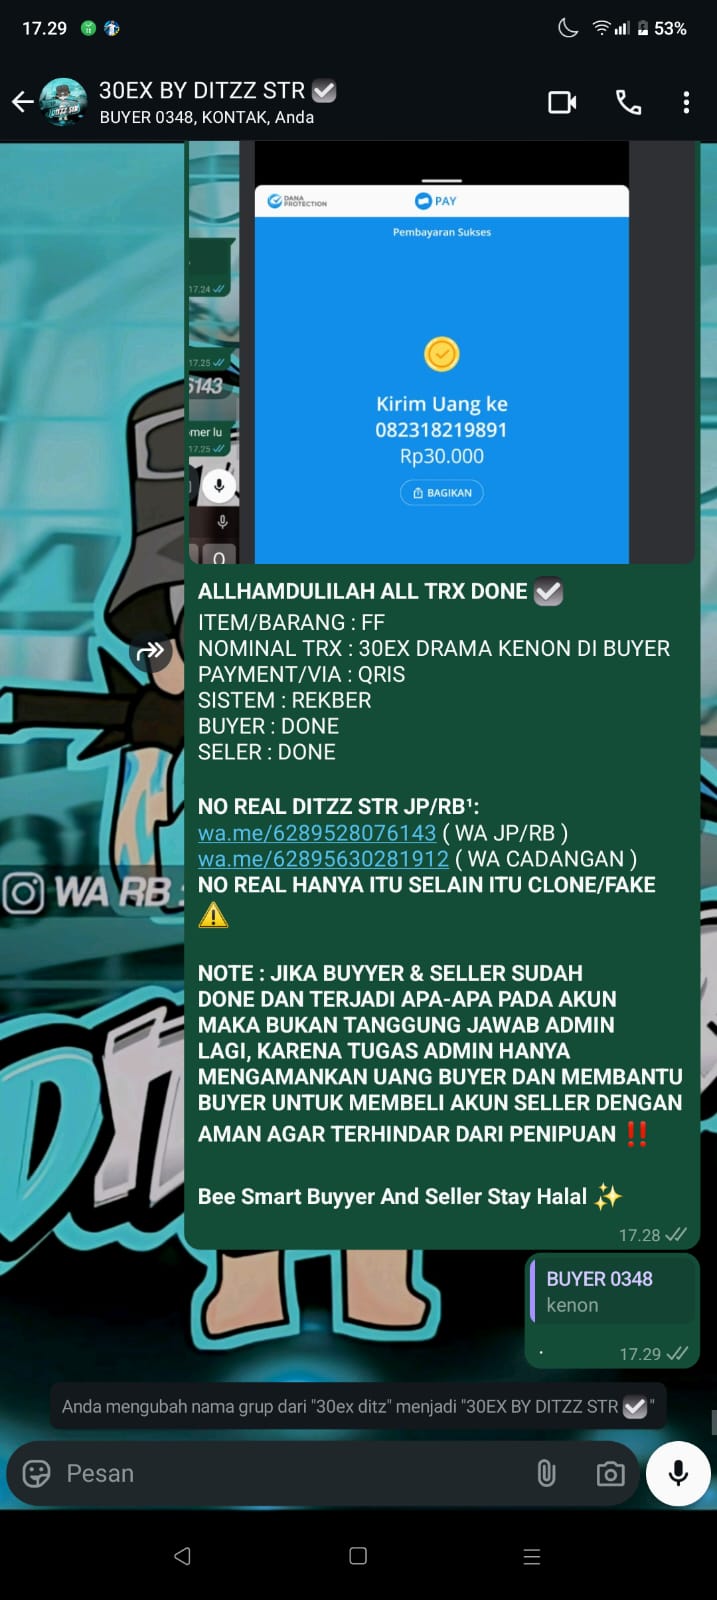 17.29
53%
30EX BY DITZZ STR
BUYER 0348, KONTAK, Anda
DANA PROTECTION
PAY
Pembayaran Sukses
17.24
17.25
5143
mer lu
17.25
Kirim Uang ke
082318219891
Rp30.000
BAGIKAN
ALLHAMDULILAH ALL TRX DONE ☑️
ITEM/BARANG : FF
NOMINAL TRX : 30EX DRAMA KENON DI BUYER
PAYMENT/VIA : QRIS
SISTEM : REKBER
BUYER : DONE
SELER : DONE
NO REAL DITZZ STR JP/RB¹:
wa.me/6289528076143 ( WA JP/RB )
wa.me/62895630281912 ( WA CADANGAN )
NO REAL HANYA ITU SELAIN ITU CLONE/FAKE
⚠️
NOTE : JIKA BUYYER & SELLER SUDAH
DONE DAN TERJADI APA-APA PADA AKUN
MAKA BUKAN TANGGUNG JAWAB ADMIN
LAGI, KARENA TUGAS ADMIN HANYA
MENGAMANKAN UANG BUYER DAN MEMBANTU
BUYER UNTUK MEMBELI AKUN SELLER DENGAN
AMAN AGAR TERHINDAR DARI PENIPUAN ‼️
Bee Smart Buyyer And Seller Stay Halal ✨
17.28
WA RB :
BUYER 0348
kenon
.
17.29
Anda mengubah nama grup dari "30ex ditz" menjadi "30EX BY DITZZ STR ☑️"
Pesan